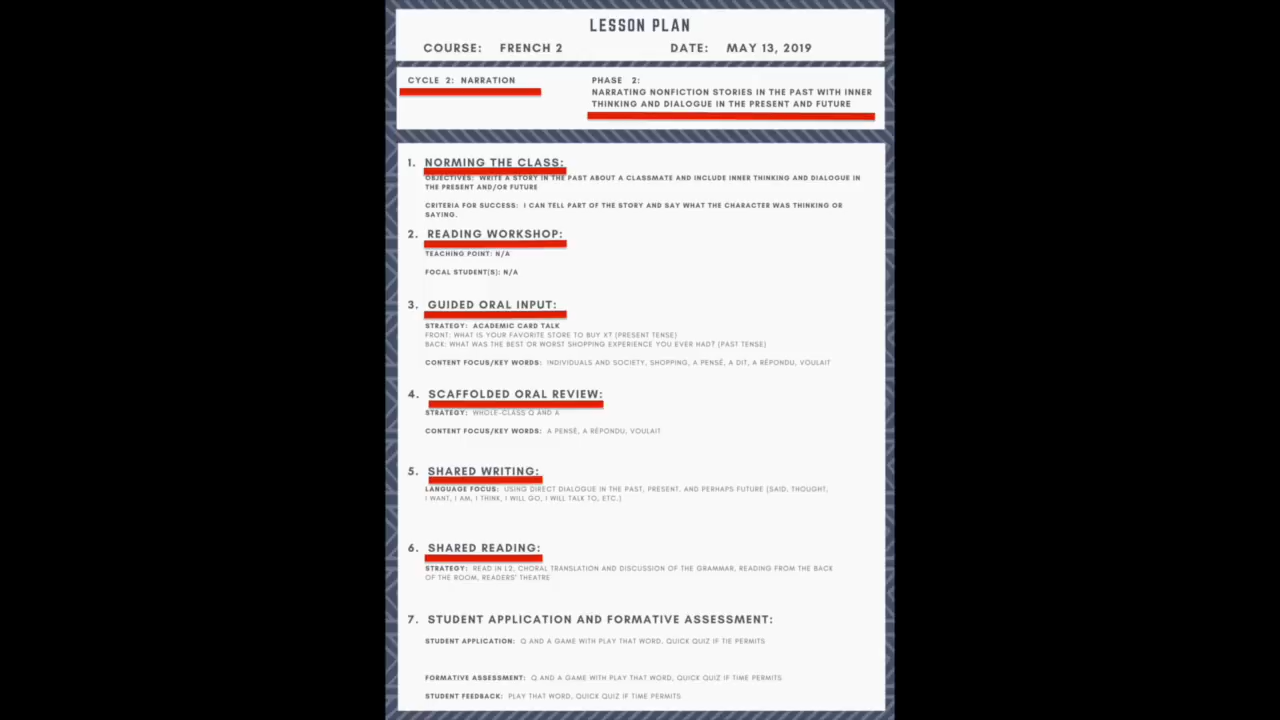 LESSON PLAN
COURSE: FRENCH 2 DATE: MAY 13, 2019
CYCLE 2: NARRATION
PHASE 2:
NARRATING NONFICTION STORIES IN THE PAST WITH INNER
THINKING AND DIALOGUE IN THE PRESENT AND FUTURE
1. NORMING THE CLASS:
OBJECTIVES: WRITE A STORY IN THE PAST ABOUT A CLASSMATE AND INCLUDE INNER THINKING AND DIALOGUE IN
THE PRESENT AND/OR FUTURE
CRITERIA FOR SUCCESS: I CAN TELL PART OF THE STORY AND SAY WHAT THE CHARACTER WAS THINKING OR
SAYING.
2. READING WORKSHOP:
TEACHING POINT: N/A
FOCAL STUDENT(S): N/A
3. GUIDED ORAL INPUT:
STRATEGY: ACADEMIC CARD TALK
FRONT: WHAT IS YOUR FAVORITE STORE TO BUY X? (PRESENT TENSE)
BACK: WHAT WAS THE BEST OR WORST SHOPPING EXPERIENCE YOU EVER HAD? (PAST TENSE)
CONTENT FOCUS/KEY WORDS: INDIVIDUALS AND SOCIETY, SHOPPING, A PENSÉ, A DIT, A RÉPONDU, VOULAIT
4. SCAFFOLDED ORAL REVIEW:
STRATEGY: WHOLE-CLASS Q AND A
CONTENT FOCUS/KEY WORDS: A PENSÉ, A RÉPONDU, VOULAIT
5. SHARED WRITING:
LANGUAGE FOCUS: USING DIRECT DIALOGUE IN THE PAST, PRESENT, AND PERHAPS FUTURE (SAID, THOUGHT,
I WANT, I AM, I THINK, I WILL GO, I WILL TALK TO, ETC.)
6. SHARED READING:
STRATEGY: READ IN L2, CHORAL TRANSLATION AND DISCUSSION OF THE GRAMMAR, READING FROM THE BACK
OF THE ROOM, READERS' THEATRE
7. STUDENT APPLICATION AND FORMATIVE ASSESSMENT:
STUDENT APPLICATION: Q AND A GAME WITH PLAY THAT WORD, QUICK QUIZ IF TIE PERMITS
FORMATIVE ASSESSMENT: Q AND A GAME WITH PLAY THAT WORD, QUICK QUIZ IF TIME PERMITS
STUDENT FEEDBACK: PLAY THAT WORD, QUICK QUIZ IF TIME PERMITS